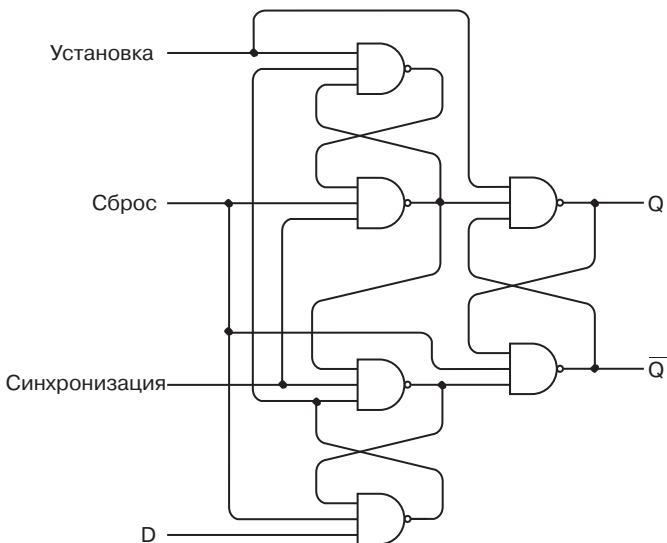 Установка
Сброс
Q
Синхронизация
Q̅
D